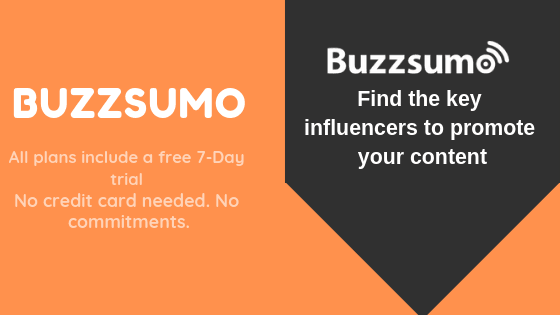 BUZZSUMO
All plans include a free 7-Day
trial
No credit card needed. No
commitments.
Buzzsumo
Find the key
influencers to promote
your content